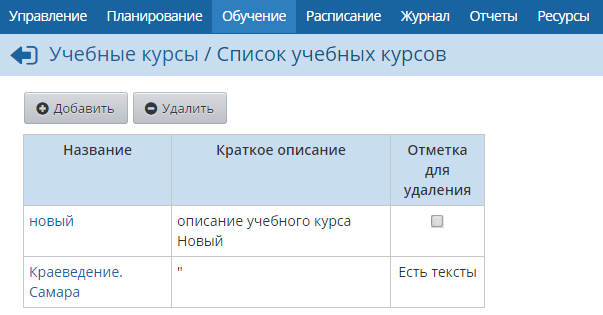 Управление Планирование Обучение Расписание Журнал Отчеты Ресурсы
Учебные курсы / Список учебных курсов
Добавить Удалить
Название Краткое описание Отметка
для
удаления
новый описание учебного курса
Новый
Краеведение. " Есть тексты
Самара